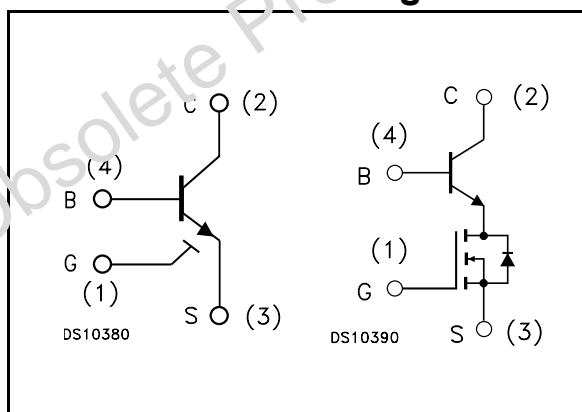 C (2)
(4)
B
G
(1)
S (3)
DS10380
C (2)
(4)
B
(1)
G
S (3)
DS10390